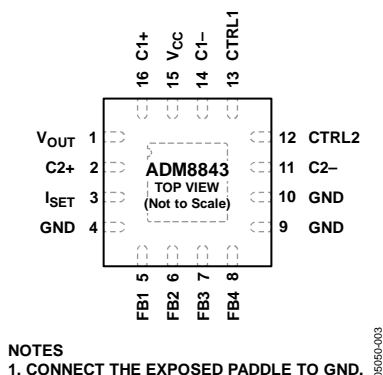 16 C1+
15 VCC
14 C1–
13 CTRL1
VOUT 1
C2+ 2
ISET 3
GND 4
ADM8843
TOP VIEW
(Not to Scale)
12 CTRL2
11 C2–
10 GND
9 GND
FB1 5
FB2 6
FB3 7
FB4 8
NOTES
1. CONNECT THE EXPOSED PADDLE TO GND.
05050-003